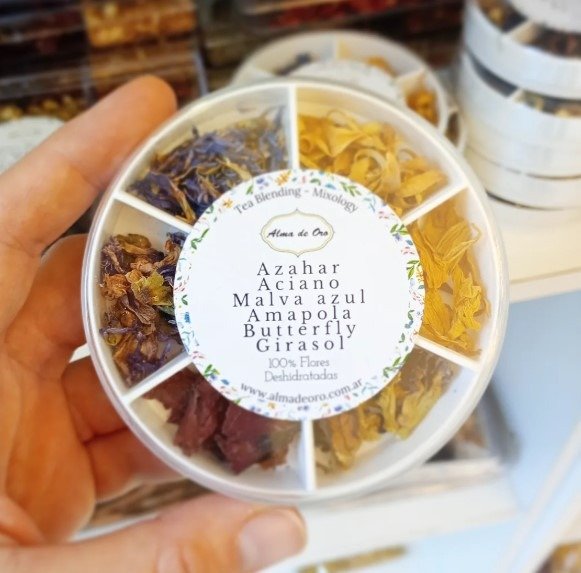 Tea Blending - Mixology
Alma de Oro
Azahar
Aciano
Malva azul
Amapola
Butterfly
Girasol
100% Flores
Deshidratadas
www.almadeoro.com.ar